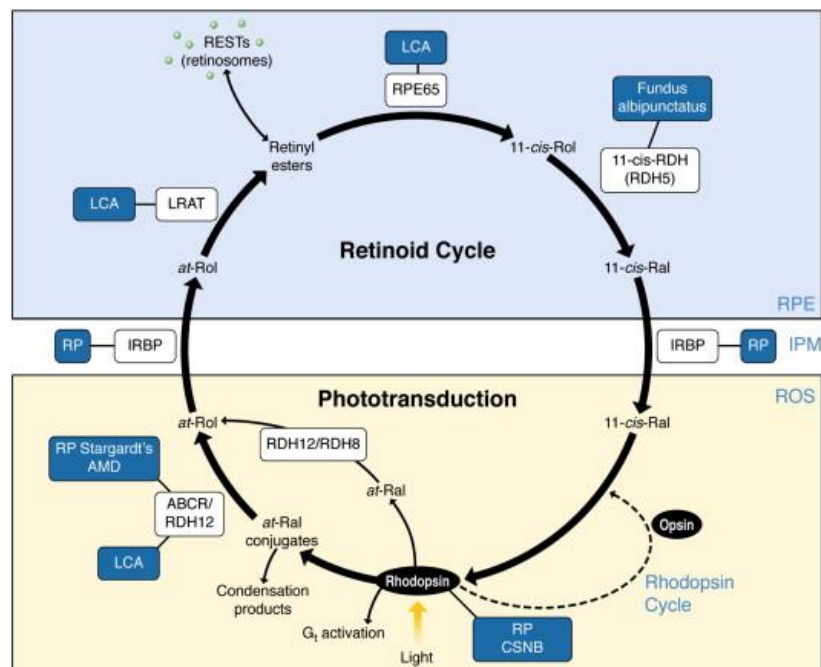 RESTs
(retinosomes)
LCA
RPE65
Fundus
albipunctatus
11-cis-RDH
(RDH5)
Retinyl
esters
11-cis-Rol
LCA
LRAT
at-Rol
Retinoid Cycle
11-cis-Ral
RPE
RP
IRBP
IRBP
RP
IPM
Phototransduction
ROS
at-Rol
11-cis-Ral
RDH12/RDH8
RP Stargardt's
AMD
at-Ral
ABCR/
RDH12
at-Ral
conjugates
Opsin
LCA
Rhodopsin
Rhodopsin
Cycle
Condensation
products
Gt activation
RP
CSNB
Light